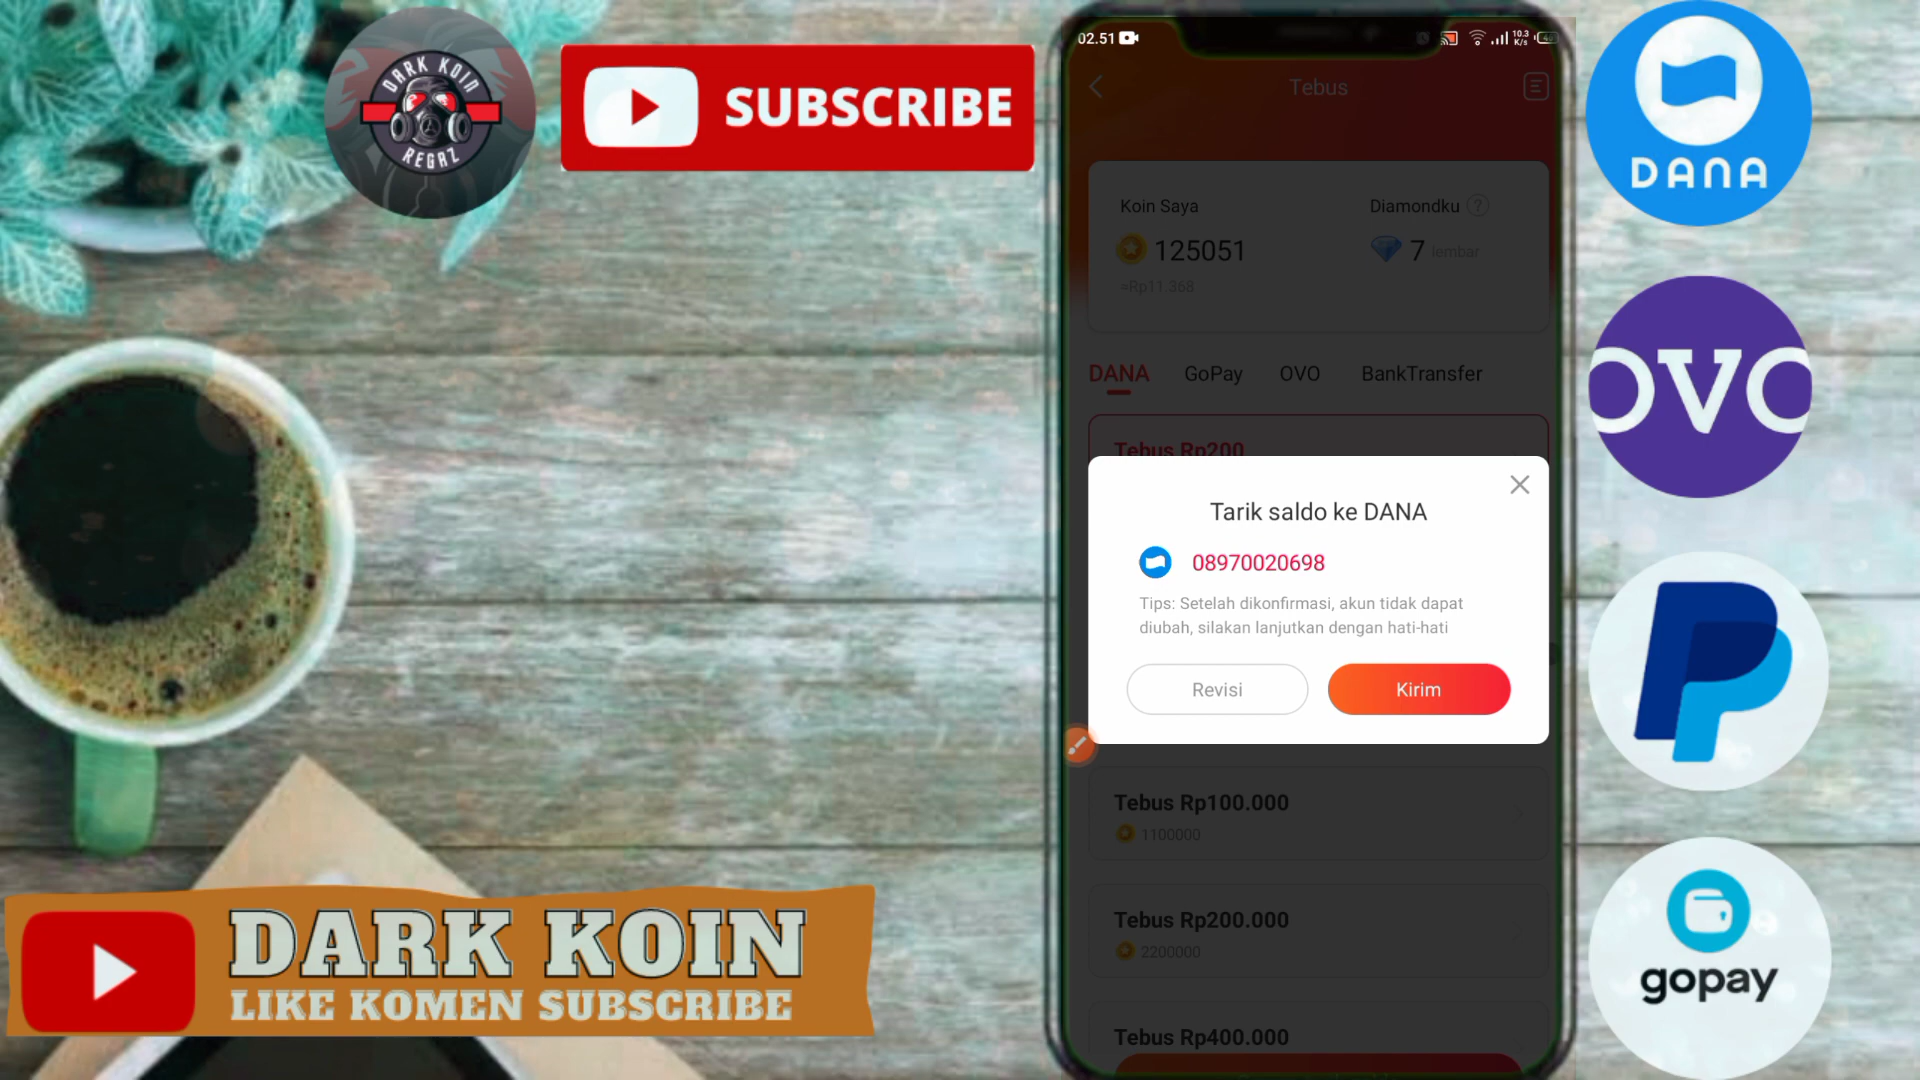 DARK KOIN
REGAZ
SUBSCRIBE
02.51
10.3
K/s
Tebus
Koin Saya
125051
≈Rp11.368
Diamondku ?
7 lembar
DANA
GoPay
OVO
BankTransfer
Tebus Rp200
Tarik saldo ke DANA
08970020698
Tips: Setelah dikonfirmasi, akun tidak dapat
diubah, silakan lanjutkan dengan hati-hati
Revisi
Kirim
Tebus Rp100.000
1100000
Tebus Rp200.000
2200000
Tebus Rp400.000
DANA
OVO
gopay
DARK KOIN
LIKE KOMEN SUBSCRIBE